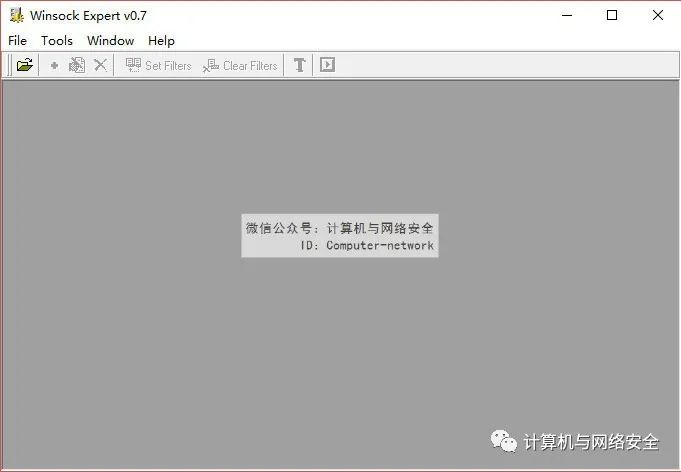 Winsock Expert v0.7
File Tools Window Help
Set Filters Clear Filters
微信公众号: 计算机与网络安全
ID: Computer-network
计算机与网络安全